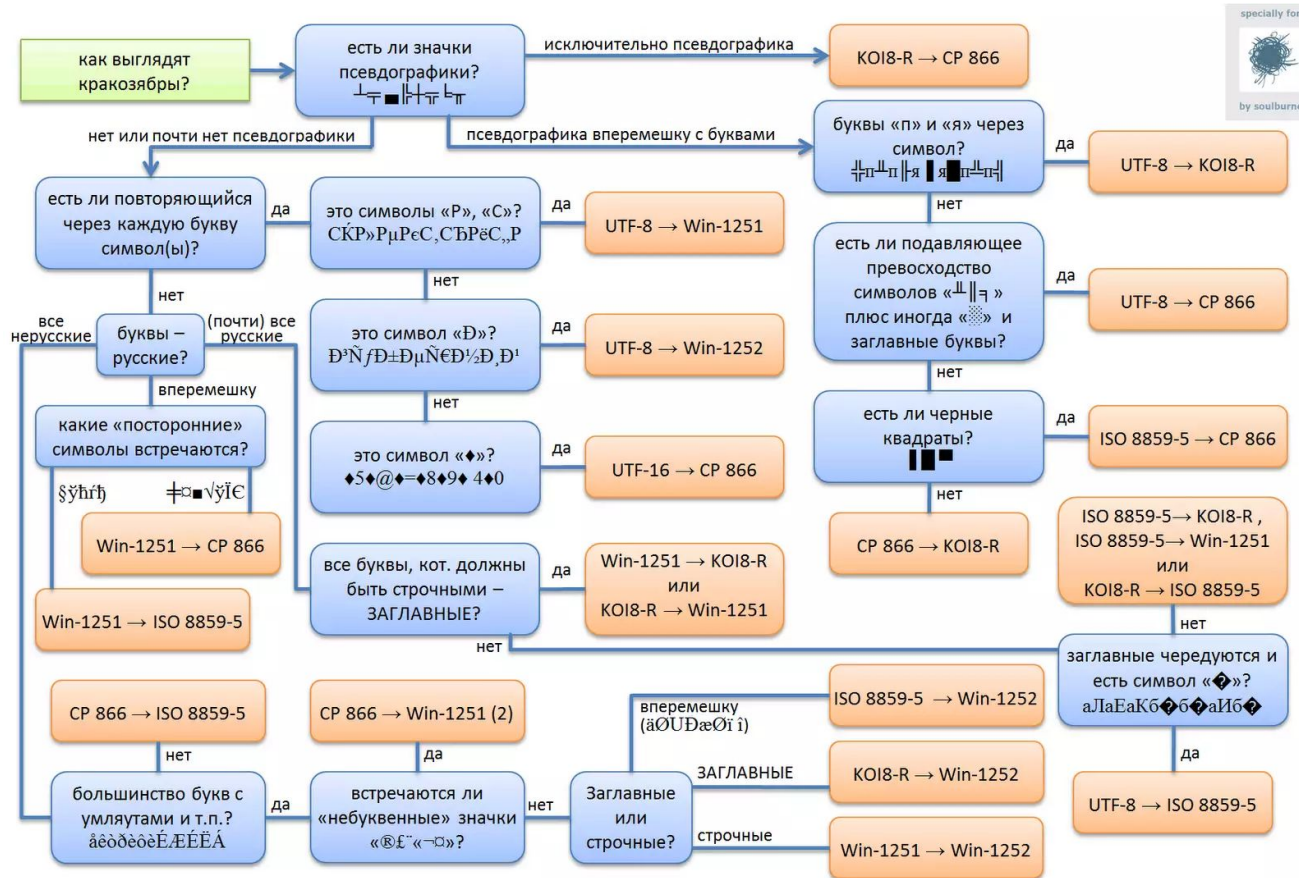 specially for
by soulburne
как выглядят
кракозябры?
есть ли значки
псевдографики?
┴╤▄╠┼╦╘╥
исключительно псевдографика
KOI8-R → CP 866
нет или почти нет псевдографики
псевдографика вперемешку с буквами
буквы «п» и «я» через
символ?
╬п╨п╟я▐я█п╩п╣
да
UTF-8 → KOI8-R
нет
есть ли повторяющийся
через каждую букву
символ(ы)?
да
это символы «Р», «С»?
СЌР»РµРєС‚СЂРёС„Р
да
UTF-8 → Win-1251
нет
есть ли подавляющее
превосходство
символов «╨║╕»
плюс иногда «░» и
заглавные буквы?
да
UTF-8 → CP 866
нет
нет
буквы –
русские?
все
нерусские
(почти) все
русские
вперемешку
это символ «Ð»?
Ð³ÑƒÐ±ÐµÑ€Ð½Ð¸Ð¹
да
UTF-8 → Win-1252
нет
есть ли черные
квадраты?
▌█▀
да
ISO 8859-5 → CP 866
нет
CP 866 → KOI8-R
какие «посторонние»
символы встречаются?
§ўћѓђ
╪¤■√ўЇЄ
Win-1251 → CP 866
Win-1251 → ISO 8859-5
это символ «♦»?
♦5♦@♦=♦8♦9♦ 4♦0
да
UTF-16 → CP 866
все буквы, кот. должны
быть строчными –
ЗАГЛАВНЫЕ?
да
Win-1251 → KOI8-R
или
KOI8-R → Win-1251
нет
ISO 8859-5→ KOI8-R ,
ISO 8859-5→ Win-1251
или
KOI8-R → ISO 8859-5
нет
заглавные чередуются и
есть символ «�»?
аЛаЕаКб�б�аИб�
да
UTF-8 → ISO 8859-5
CP 866 → ISO 8859-5
нет
большинство букв с
умляутами и т.п.?
åêòðèôèÉÆÉËÁ
да
CP 866 → Win-1251 (2)
да
встречаются ли
«небуквенные» значки
«®£¨«¬¤»?
нет
Заглавные
или
строчные?
вперемешку
(äØUÐæØï î)
ISO 8859-5 → Win-1252
ЗАГЛАВНЫЕ
KOI8-R → Win-1252
строчные
Win-1251 → Win-1252